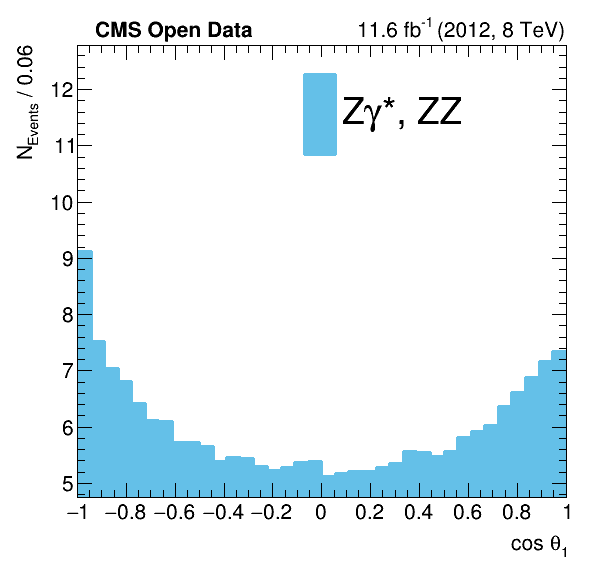 CMS Open Data 11.6 fb⁻¹ (2012, 8 TeV)
N_Events / 0.06
Zγ*, ZZ
12
11
10
9
8
7
6
5
−1 −0.8 −0.6 −0.4 −0.2 0 0.2 0.4 0.6 0.8 1
cos θ₁